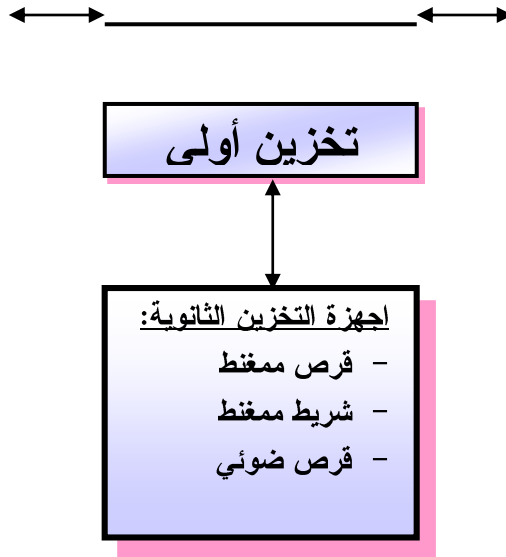 تخزين أولى
اجهزة التخزين الثانوية:
- قرص ممغنط
- شريط ممغنط
- قرص ضوئي